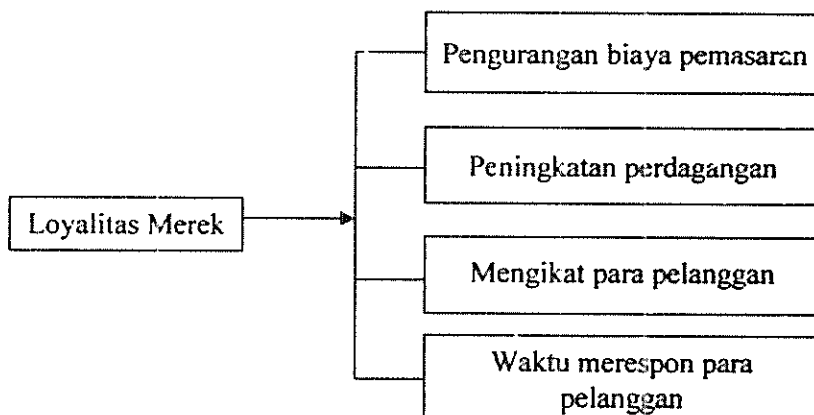 Pengurangan biaya pemasaran
Peningkatan perdagangan
Loyalitas Merek
Mengikat para pelanggan
Waktu merespon para
pelanggan